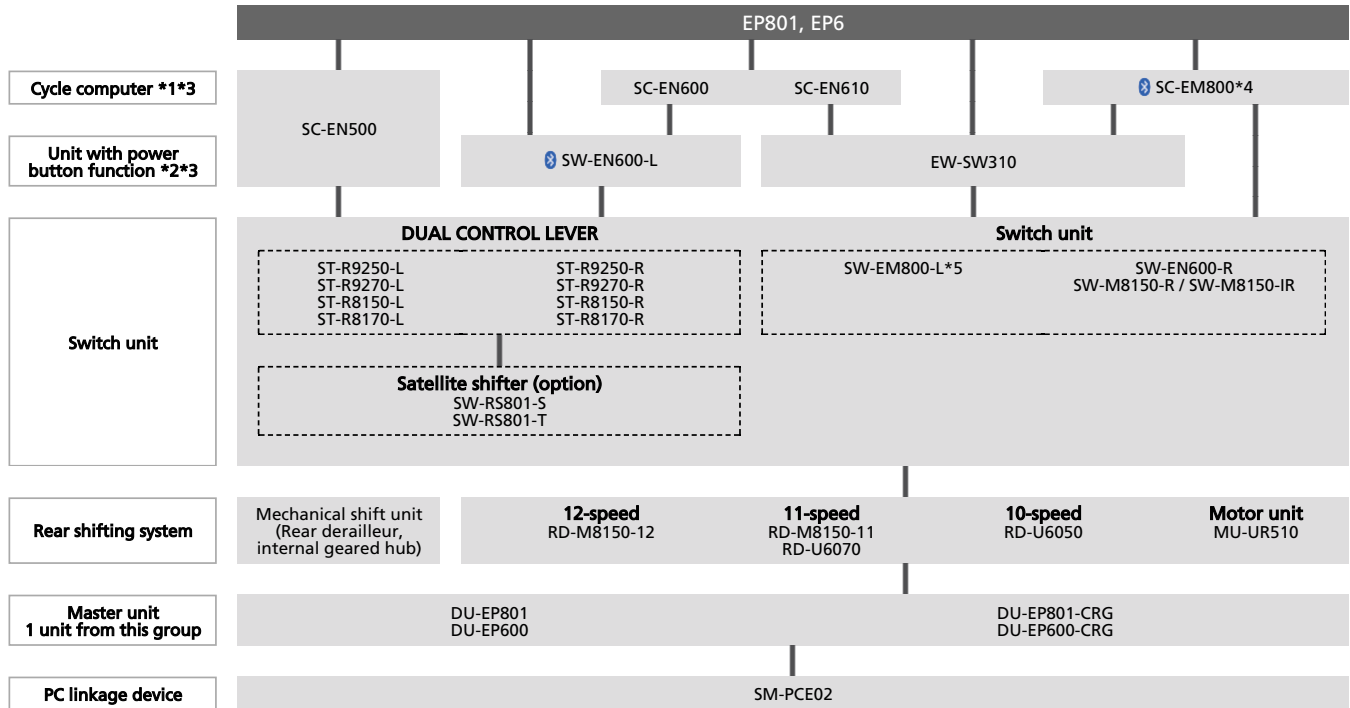 EP801, EP6
Cycle computer *1*3
SC-EN600
SC-EN610
SC-EM800*4
SC-EN500
Unit with power
button function *2*3
SW-EN600-L
EW-SW310
Switch unit
DUAL CONTROL LEVER
ST-R9250-L
ST-R9270-L
ST-R8150-L
ST-R8170-L
ST-R9250-R
ST-R9270-R
ST-R8150-R
ST-R8170-R
Satellite shifter (option)
SW-RS801-S
SW-RS801-T
Switch unit
SW-EM800-L*5
SW-EN600-R
SW-M8150-R / SW-M8150-IR
Rear shifting system
Mechanical shift unit
(Rear derailleur,
internal geared hub)
12-speed
RD-M8150-12
11-speed
RD-M8150-11
RD-U6070
10-speed
RD-U6050
Motor unit
MU-UR510
Master unit
1 unit from this group
DU-EP801
DU-EP600
DU-EP801-CRG
DU-EP600-CRG
PC linkage device
SM-PCE02